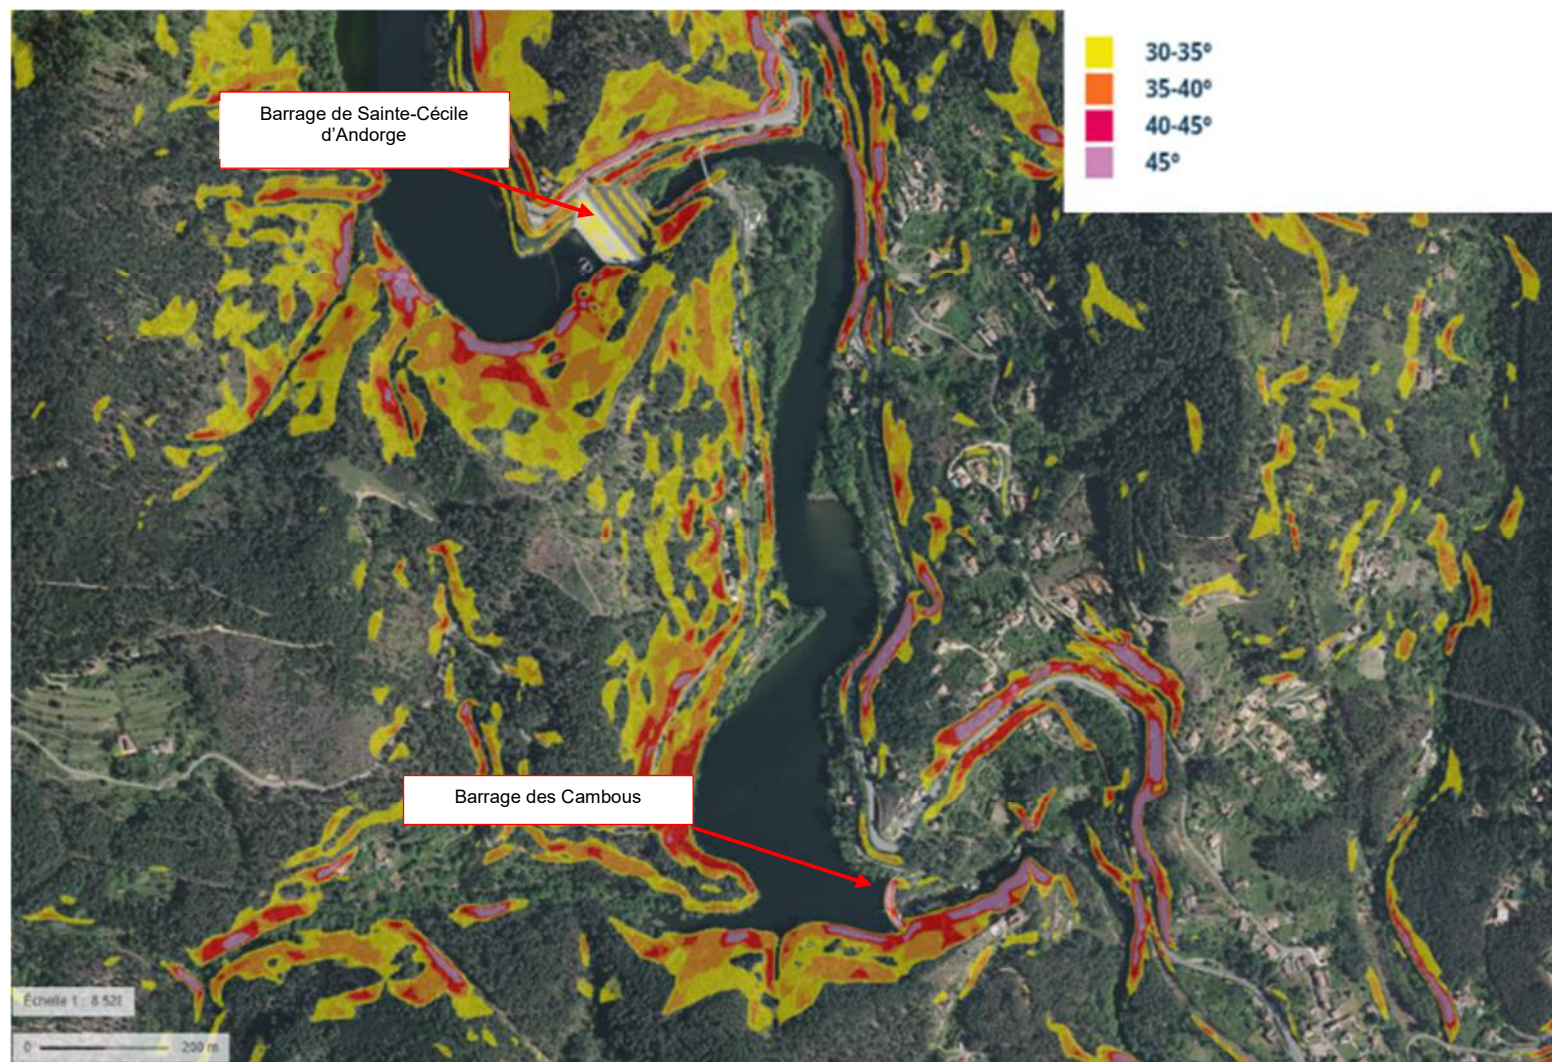 Barrage de Sainte-Cécile
d'Andorge
30-35°
35-40°
40-45°
45°
Barrage des Cambous
Échelle 1 : 8 528
0 200 m